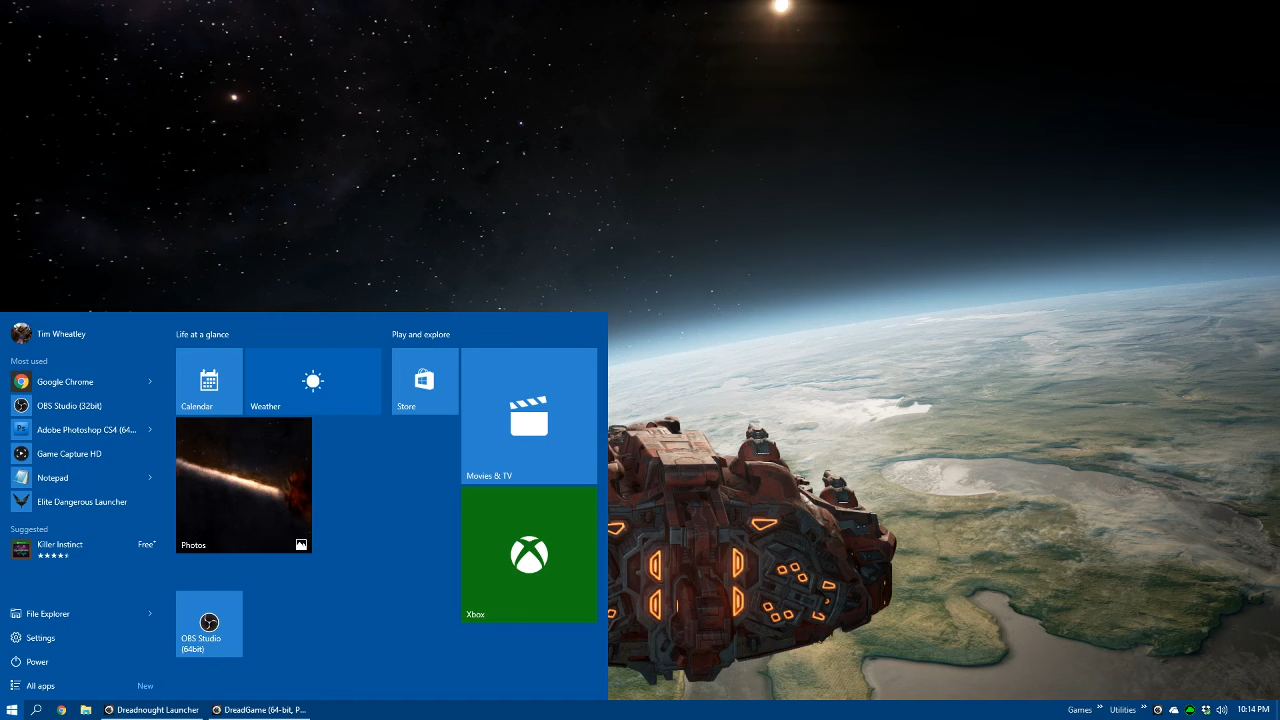 Tim Wheatley
Most used
Google Chrome
OBS Studio (32bit)
Adobe Photoshop CS4 (64...
Game Capture HD
Notepad
Elite Dangerous Launcher
Suggested
Killer Instinct Free*
File Explorer
Settings
Power
All apps New
Life at a glance
Calendar
Weather
Photos
OBS Studio
(64bit)
Play and explore
Store
Movies & TV
Xbox
Dreadnought Launcher
DreadGame (64-bit, P...
Games
Utilities
10:14 PM